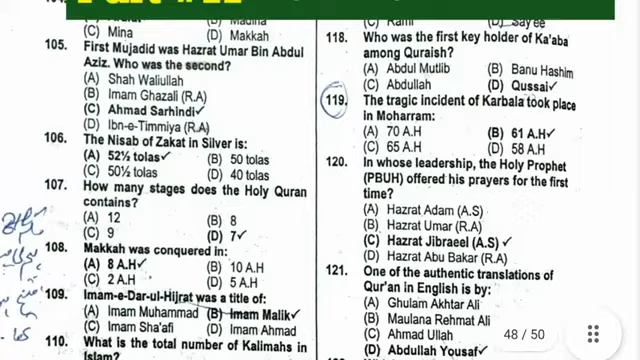 (B) Madina
(C) Mina
(D) Makkah
105. First Mujadid was Hazrat Umar Bin Abdul
Aziz. Who was the second?
(A) Shah Waliullah
(B) Imam Ghazali (R.A)
(C) Ahmad Sarhindi✓
(D) Ibn-e-Timmiya (R.A)
106. The Nisab of Zakat in Silver is:
(A) 52½ tolas✓ (B) 50 tolas
(C) 50½ tolas (D) 40 tolas
107. How many stages does the Holy Quran
contains?
(A) 12 (B) 8
(C) 9 (D) 7✓
108. Makkah was conquered in:
(A) 8 A.H✓ (B) 10 A.H
(C) 2 A.H (D) 5 A.H
109. Imam-e-Dar-ul-Hijrat was a title of:
(A) Imam Muhammad (B) Imam Malik✓
(C) Imam Sha'afi (D) Imam Ahmad
110. What is the total number of Kalimahs in
Islam?
(C) Rami (D) Sayee
118. Who was the first key holder of Ka'aba
among Quraish?
(A) Abdul Mutlib (B) Banu Hashim
(C) Abdullah (D) Qussai✓
119. The tragic incident of Karbala took place
in Moharram:
(A) 70 A.H (B) 61 A.H✓
(C) 65 A.H (D) 58 A.H
120. In whose leadership, the Holy Prophet
(PBUH) offered his prayers for the first
time?
(A) Hazrat Adam (A.S)
(B) Hazrat Umar (R.A)
(C) Hazrat Jibraeel (A.S)✓
(D) Hazrat Abu Bakar (R.A)
121. One of the authentic translations of
Qur'an in English is by:
(A) Ghulam Akhtar Ali
(B) Maulana Rehmat Ali
(C) Ahmad Ullah
(D) Abdullah Yousaf✓
48 / 50